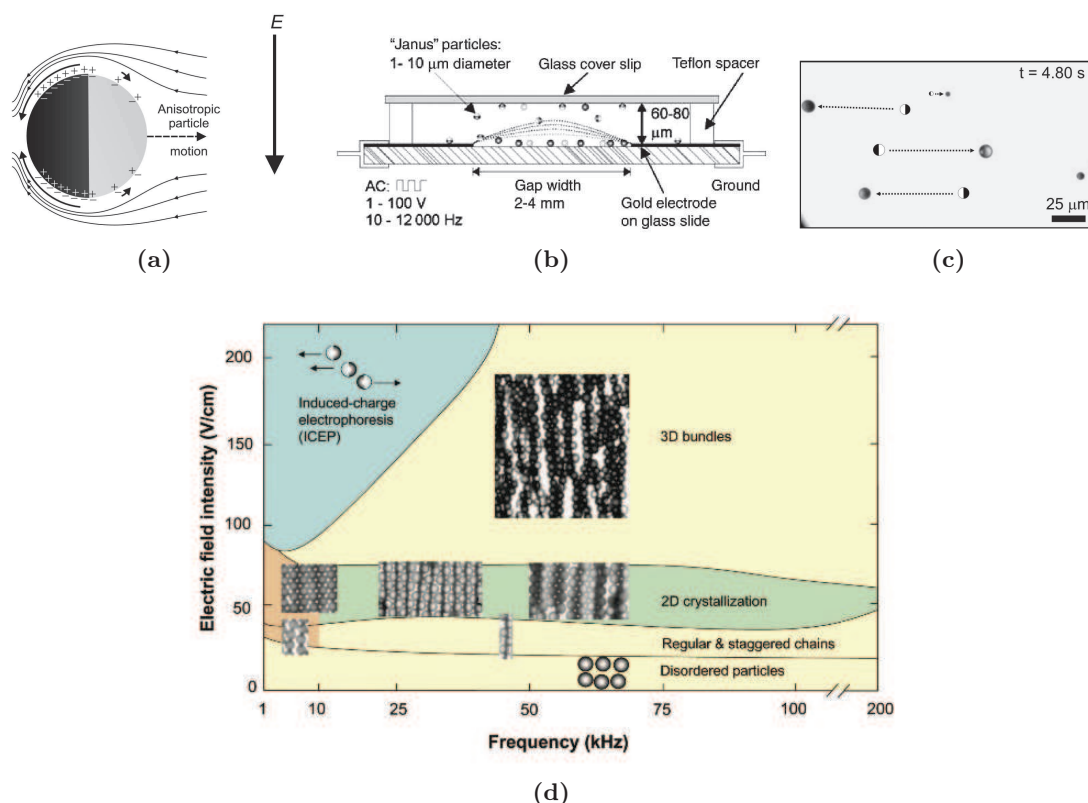 E
Anisotropic
particle
motion
(a)
"Janus" particles:
1- 10 μm diameter
Glass cover slip
Teflon spacer
60-80
μm
AC:
1 - 100 V
10 - 12 000 Hz
Gap width
2-4 mm
Ground
Gold electrode
on glass slide
(b)
t = 4.80 s
25 μm
(c)
Electric field intensity (V/cm)
200
150
100
50
0
Induced-charge
electrophoresis
(ICEP)
3D bundles
2D crystallization
Regular & staggered chains
Disordered particles
1 10 25 50 75 100 200
Frequency (kHz)
(d)